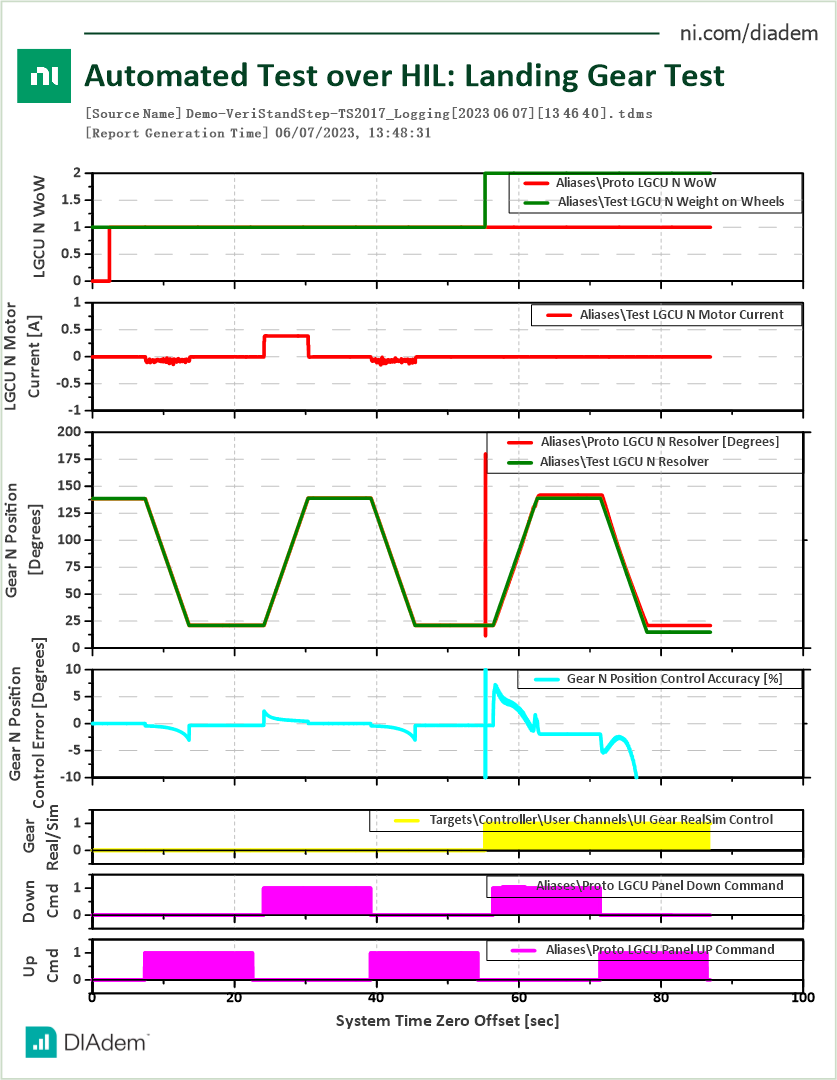 ni.com/diadem
ni
Automated Test over HIL: Landing Gear Test
[Source Name] Demo-VeriStandStep-TS2017_Logging[2023 06 07][13 46 40].tdms
[Report Generation Time] 06/07/2023, 13:48:31
LGCU N WoW
2
1.5
1
0.5
0
Aliases\Proto LGCU N WoW
Aliases\Test LGCU N Weight on Wheels
LGCU N Motor
Current [A]
1
0.5
0
-0.5
-1
Aliases\Test LGCU N Motor Current
Gear N Position
[Degrees]
200
175
150
125
100
75
50
25
0
Aliases\Proto LGCU N Resolver [Degrees]
Aliases\Test LGCU N Resolver
Gear N Position
Control Error [Degrees]
10
5
0
-5
-10
Gear N Position Control Accuracy [%]
Gear
Real/Sim
1
0
Targets\Controller\User Channels\UI Gear RealSim Control
Down
Cmd
1
0
Aliases\Proto LGCU Panel Down Command
Up
Cmd
1
0
Aliases\Proto LGCU Panel UP Command
0 20 40 60 80 100
System Time Zero Offset [sec]
DIAdem™